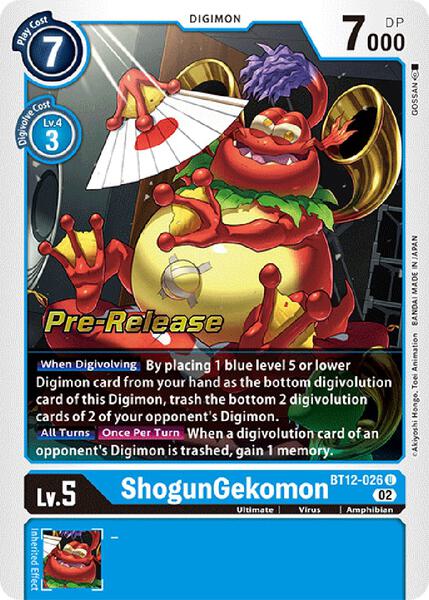 DIGIMON
Play Cost
7
7000 DP
Digivolve Cost
Lv.4
3
GOSSAN
Pre-Release
When Digivolving By placing 1 blue level 5 or lower
Digimon card from your hand as the bottom digivolution
card of this Digimon, trash the bottom 2 digivolution
cards of 2 of your opponent's Digimon.
All Turns Once Per Turn When a digivolution card of an
opponent's Digimon is trashed, gain 1 memory.
©Akiyoshi Hongo, Toei Animation BANDAI MADE IN JAPAN
BT12-026 U
Lv.5 ShogunGekomon 02
Ultimate | Virus | Amphibian
Inherited Effect
–